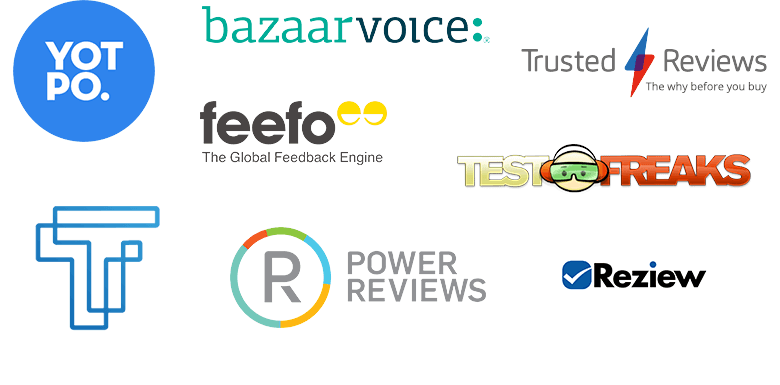 YOT
PO.
bazaarvoice:
Trusted Reviews
The why before you buy
feefo
The Global Feedback Engine
TEST FREAKS
T
R
POWER
REVIEWS
Reziew